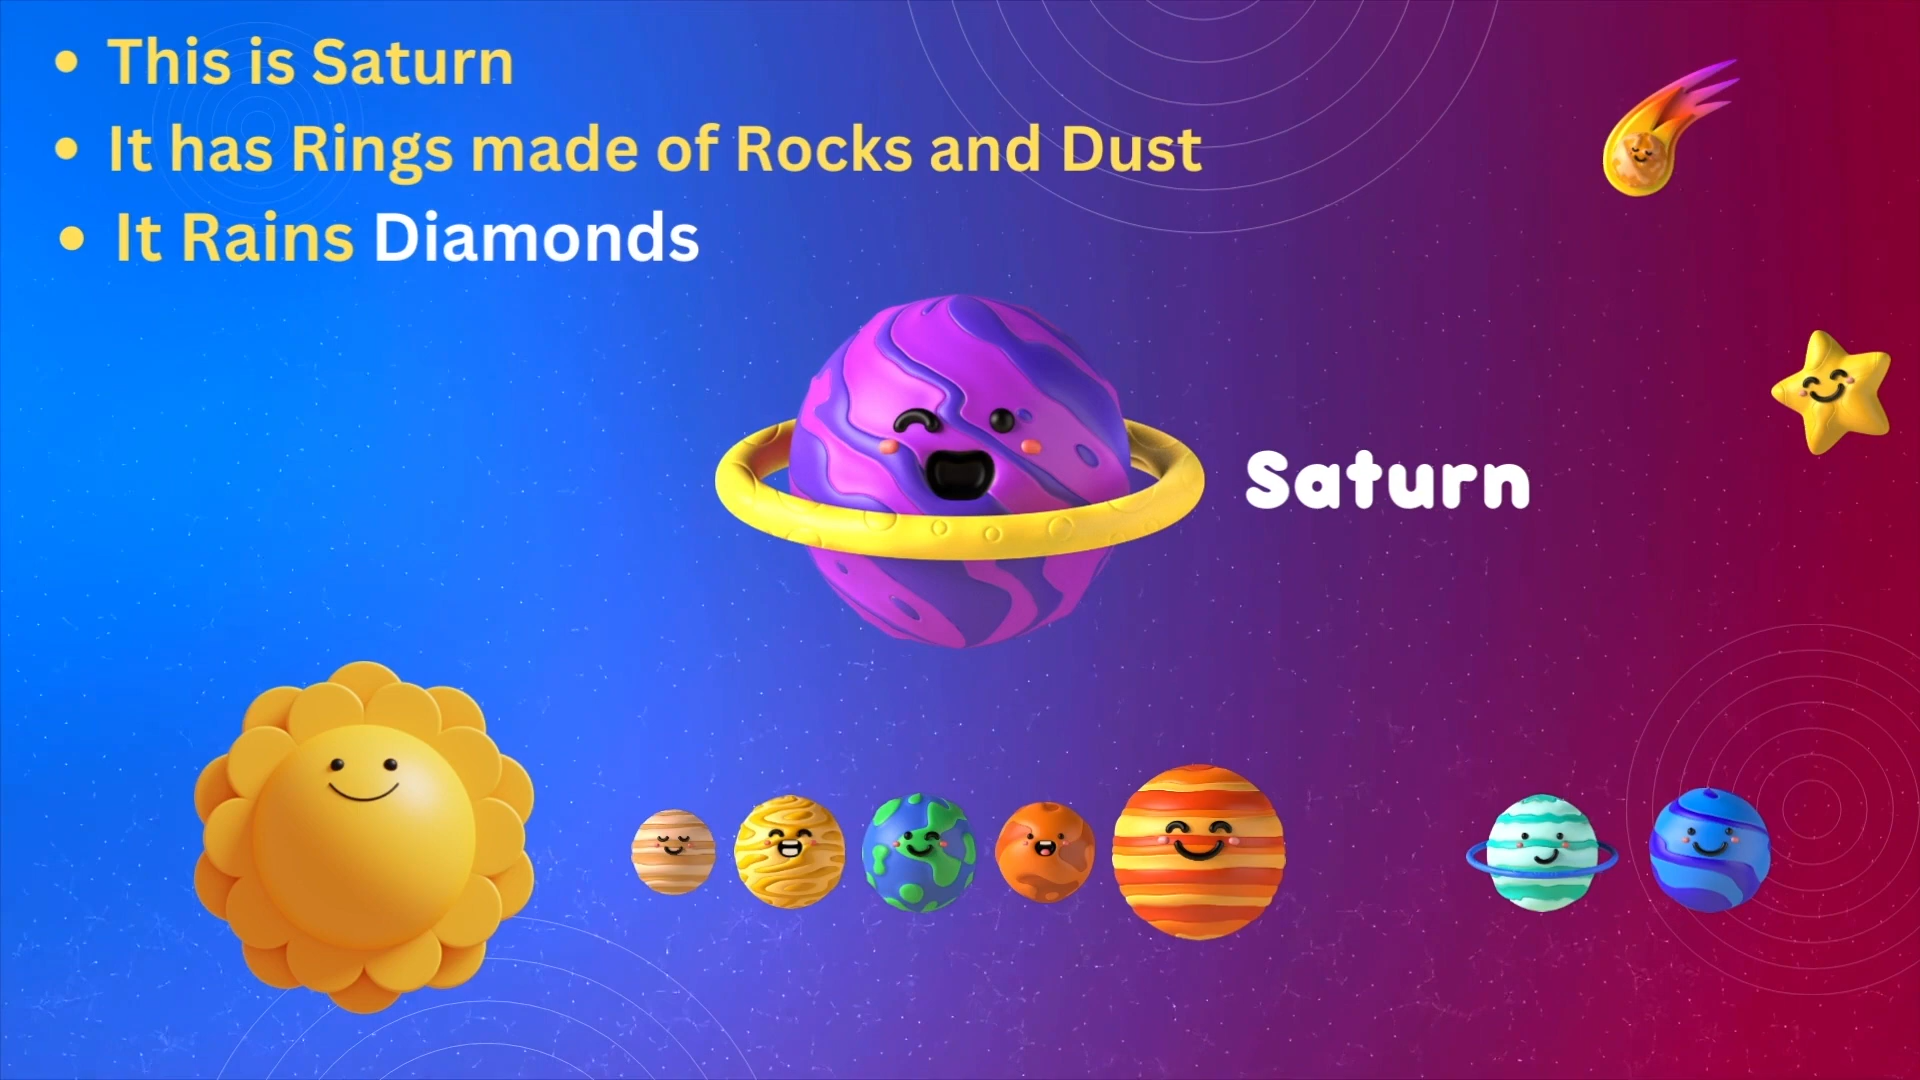 • This is Saturn
• It has Rings made of Rocks and Dust
• It Rains Diamonds
Saturn